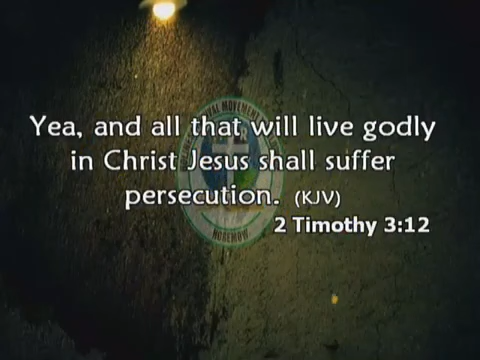 Yea, and all that will live godly
in Christ Jesus shall suffer
persecution. (KJV)
2 Timothy 3:12